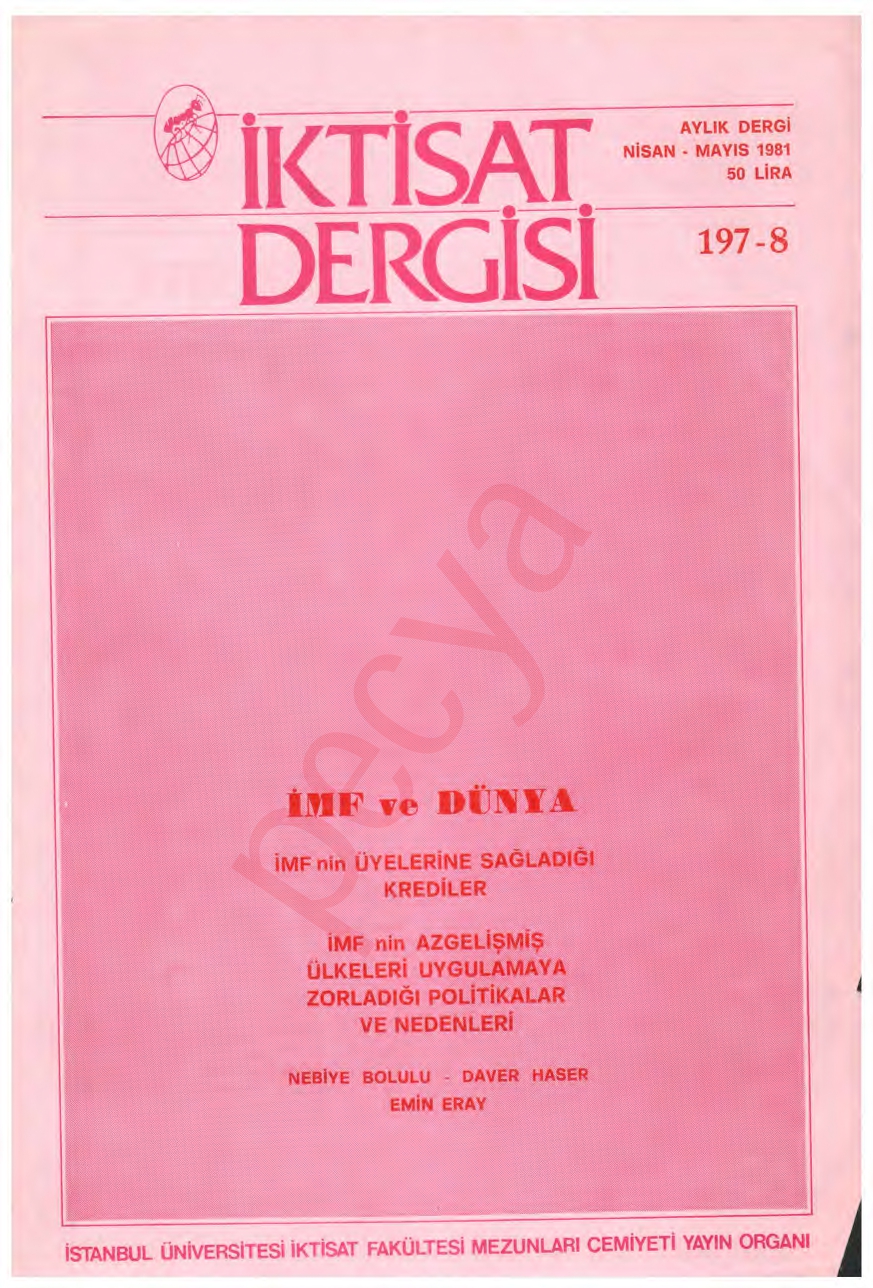 İKTİSAT
DERGİSİ
AYLIK DERGİ
NİSAN - MAYIS 1981
50 LİRA
197-8
pecya
İMF ve DÜNYA
İMF nin ÜYELERİNE SAĞLADIĞI
KREDİLER
İMF nin AZGELİŞMİŞ
ÜLKELERİ UYGULAMAYA
ZORLADIĞI POLİTİKALAR
VE NEDENLERİ
NEBİYE BOLULU - DAVER HASER
EMİN ERAY
İSTANBUL ÜNİVERSİTESİ İKTİSAT FAKÜLTESİ MEZUNLARI CEMİYETİ YAYIN ORGANI